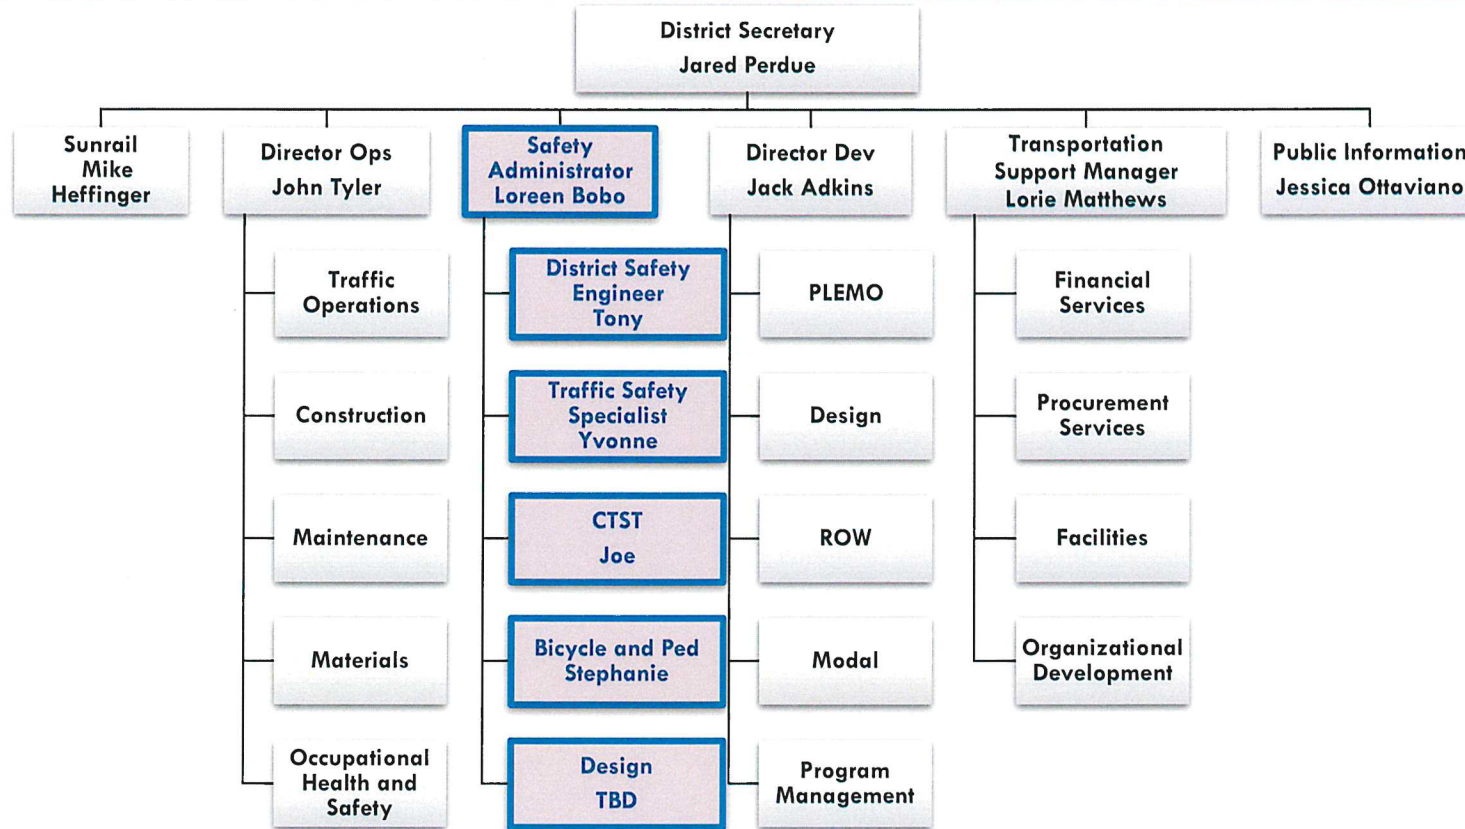 District Secretary
Jared Perdue
Sunrail
Mike
Heffinger
Director Ops
John Tyler
Safety
Administrator
Loreen Bobo
Director Dev
Jack Adkins
Transportation
Support Manager
Lorie Matthews
Public Information
Jessica Ottaviano
Traffic
Operations
District Safety
Engineer
Tony
PLEMO
Financial
Services
Construction
Traffic Safety
Specialist
Yvonne
Design
Procurement
Services
Maintenance
CTST
Joe
ROW
Facilities
Materials
Bicycle and Ped
Stephanie
Modal
Organizational
Development
Occupational
Health and
Safety
Design
TBD
Program
Management